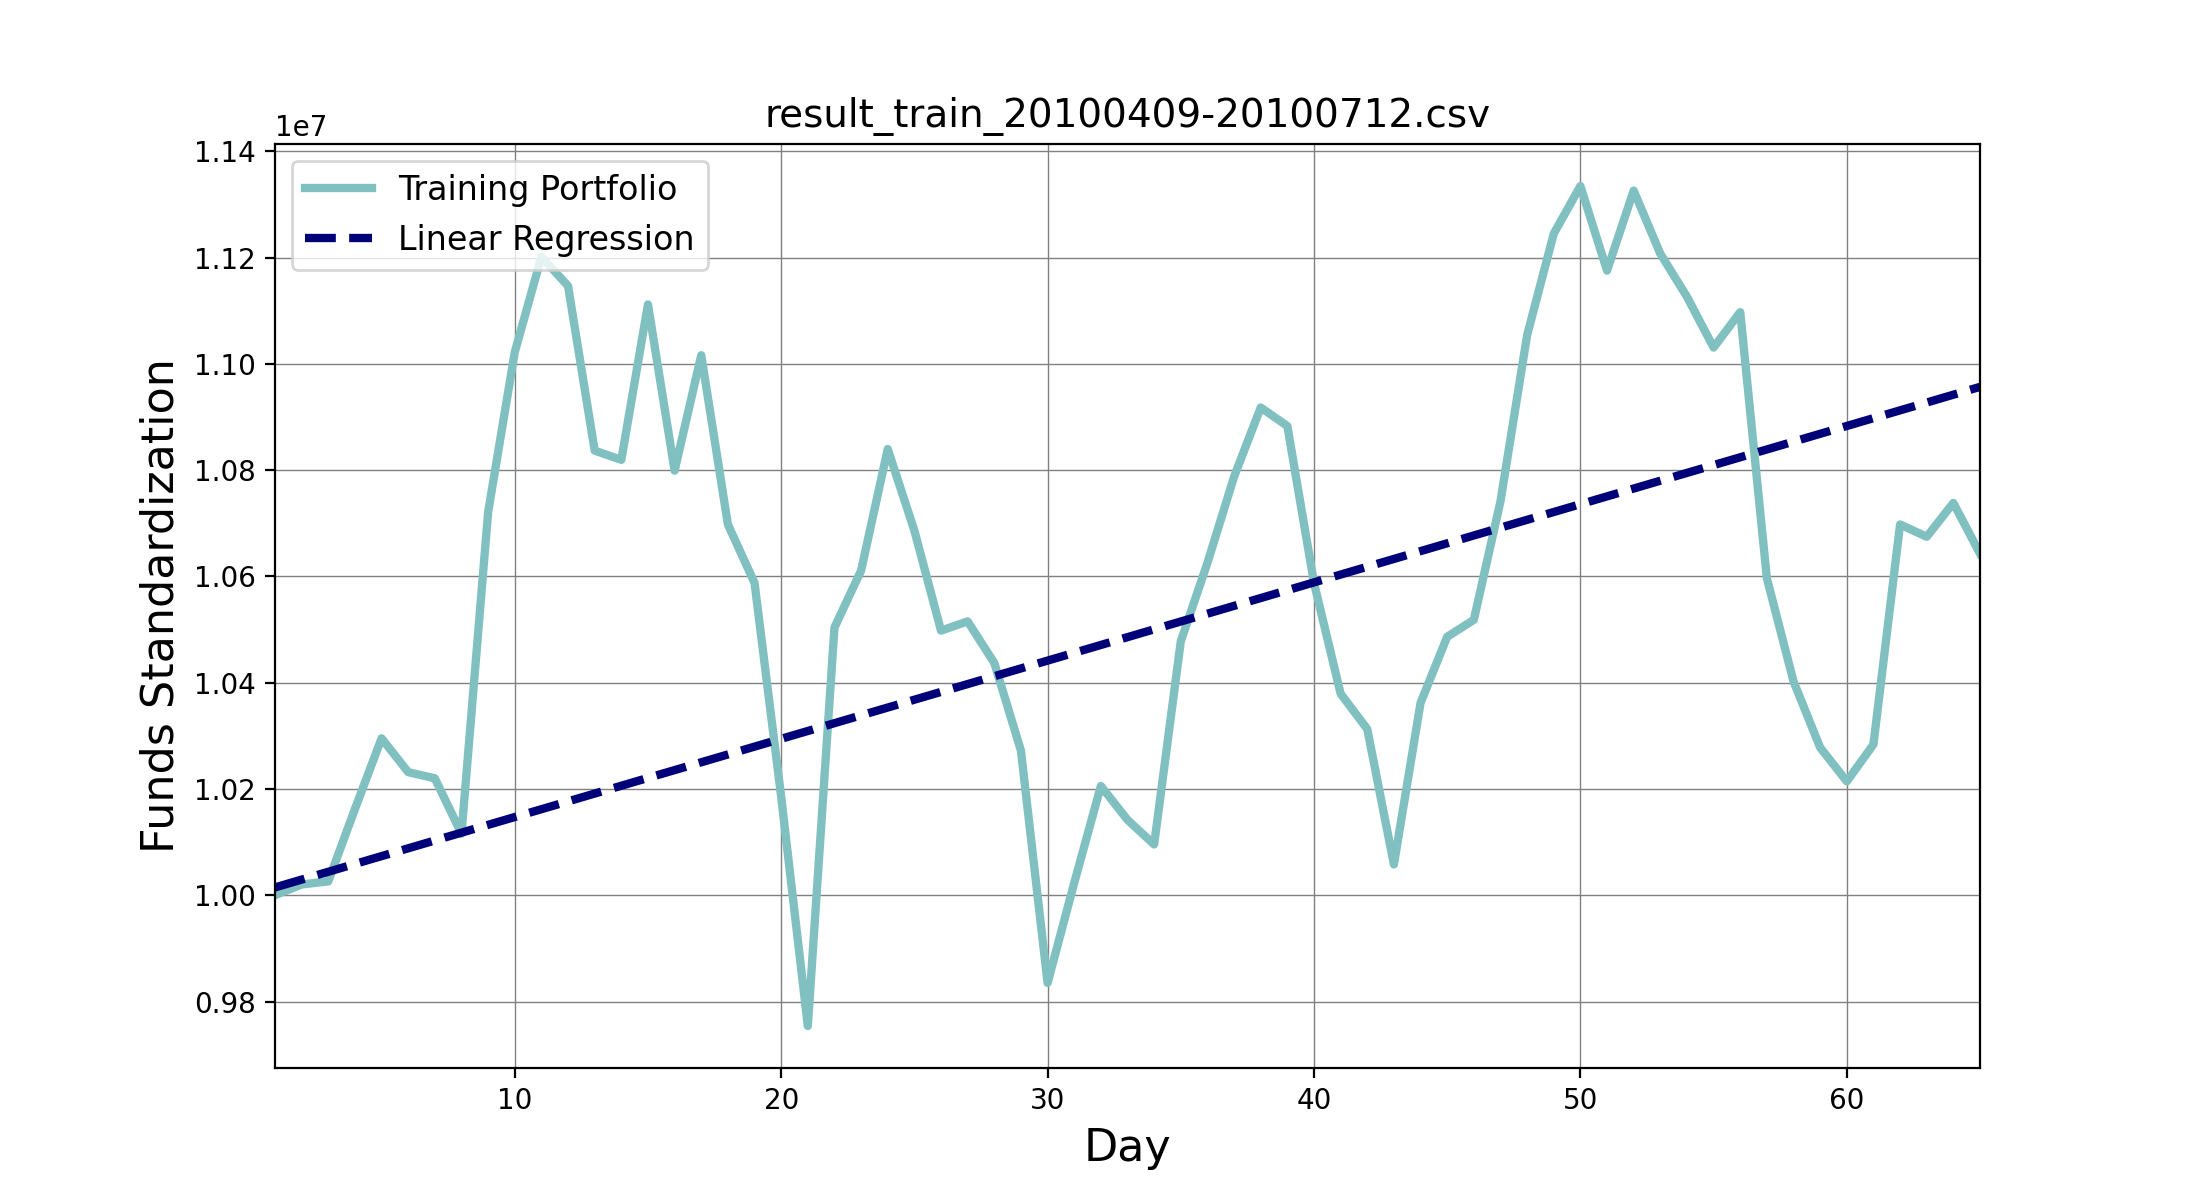 result_train_20100409-20100712.csv
1e7
Training Portfolio
Linear Regression
1.14
1.12
1.10
1.08
1.06
1.04
1.02
1.00
0.98
Funds Standardization
10 20 30 40 50 60
Day